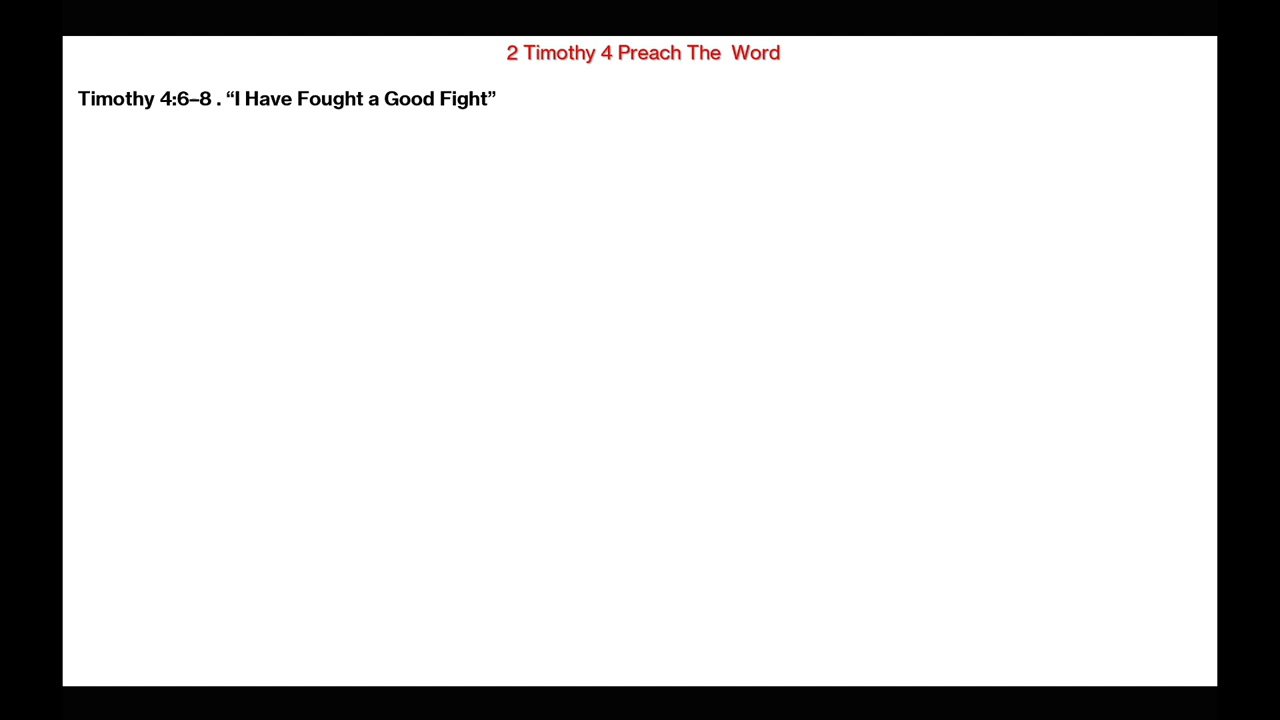 2 Timothy 4 Preach The  Word
Timothy 4:6–8 . “I Have Fought a Good Fight”